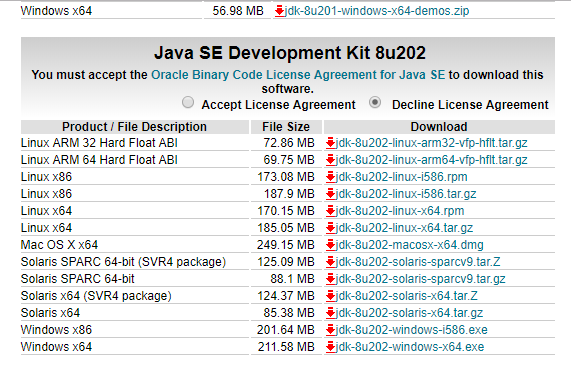 Windows x64 56.98 MB jdk-8u201-windows-x64-demos.zip
Java SE Development Kit 8u202
You must accept the Oracle Binary Code License Agreement for Java SE to download this
software.
Accept License Agreement Decline License Agreement
Product / File Description File Size Download
Linux ARM 32 Hard Float ABI 72.86 MB jdk-8u202-linux-arm32-vfp-hflt.tar.gz
Linux ARM 64 Hard Float ABI 69.75 MB jdk-8u202-linux-arm64-vfp-hflt.tar.gz
Linux x86 173.08 MB jdk-8u202-linux-i586.rpm
Linux x86 187.9 MB jdk-8u202-linux-i586.tar.gz
Linux x64 170.15 MB jdk-8u202-linux-x64.rpm
Linux x64 185.05 MB jdk-8u202-linux-x64.tar.gz
Mac OS X x64 249.15 MB jdk-8u202-macosx-x64.dmg
Solaris SPARC 64-bit (SVR4 package) 125.09 MB jdk-8u202-solaris-sparcv9.tar.Z
Solaris SPARC 64-bit 88.1 MB jdk-8u202-solaris-sparcv9.tar.gz
Solaris x64 (SVR4 package) 124.37 MB jdk-8u202-solaris-x64.tar.Z
Solaris x64 85.38 MB jdk-8u202-solaris-x64.tar.gz
Windows x86 201.64 MB jdk-8u202-windows-i586.exe
Windows x64 211.58 MB jdk-8u202-windows-x64.exe